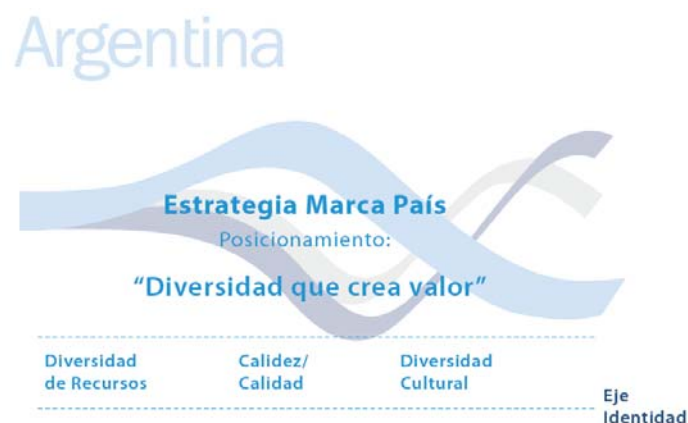 Argentina
Estrategia Marca País
Posicionamiento:
“Diversidad que crea valor”
Diversidad
de Recursos
Calidez/
Calidad
Diversidad
Cultural
Eje
Identidad